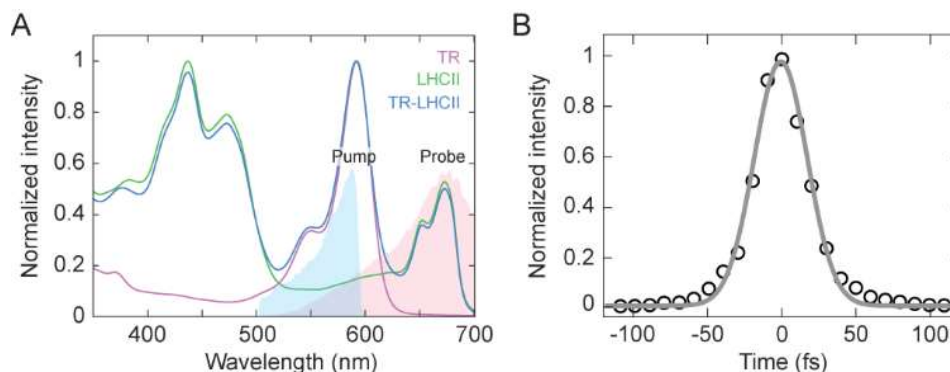 A
Normalized intensity
1
0.8
0.6
0.4
0.2
0
400
500
600
700
Wavelength (nm)
TR
LHCII
TR-LHCII
Pump
Probe
B
Normalized intensity
1
0.8
0.6
0.4
0.2
0
-100
-50
0
50
100
Time (fs)